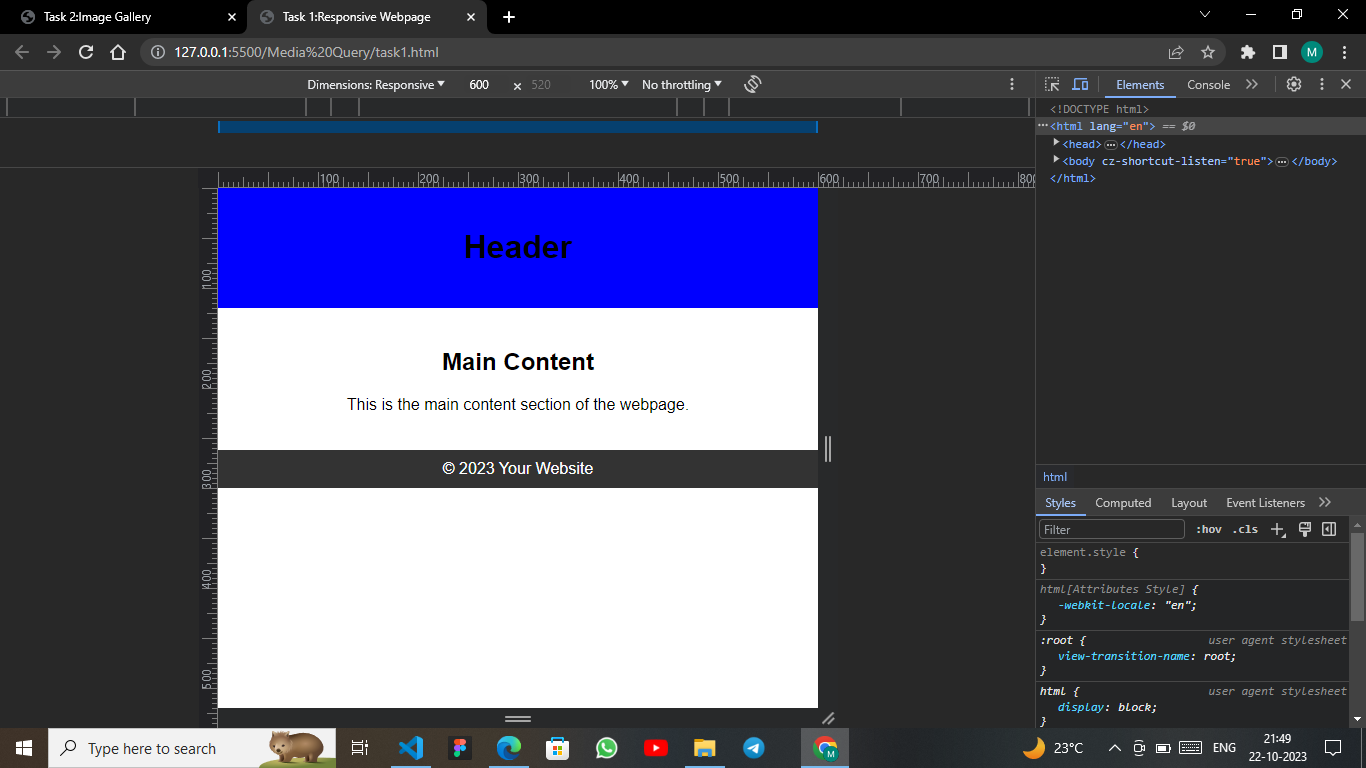 Task 2:Image Gallery
Task 1:Responsive Webpage
127.0.0.1:5500/Media%20Query/task1.html
M
Dimensions: Responsive 600 × 520 100% No throttling
Elements Console
<!DOCTYPE html>
<html lang="en"> == $0
<head> ⋯ </head>
<body cz-shortcut-listen="true"> ⋯ </body>
</html>
100 200 300 400 500 600 700 800
100
200
300
400
500
Header
Main Content
This is the main content section of the webpage.
© 2023 Your Website
html
Styles Computed Layout Event Listeners
Filter :hov .cls
element.style {
}
html[Attributes Style] {
-webkit-locale: "en";
}
:root { user agent stylesheet
view-transition-name: root;
}
html { user agent stylesheet
display: block;
}
Type here to search
M
23°C
ENG
21:49
22-10-2023